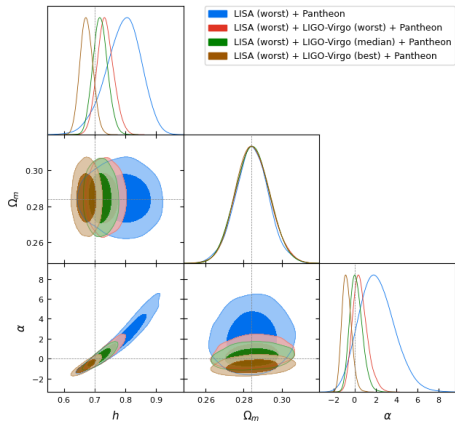 LISA (worst) + Pantheon
LISA (worst) + LIGO-Virgo (worst) + Pantheon
LISA (worst) + LIGO-Virgo (median) + Pantheon
LISA (worst) + LIGO-Virgo (best) + Pantheon
0.30
0.28
0.26
Ωₘ
8
6
4
2
0
−2
α
0.6 0.7 0.8 0.9
0.26 0.28 0.30
−2 0 2 4 6 8
h
Ωₘ
α